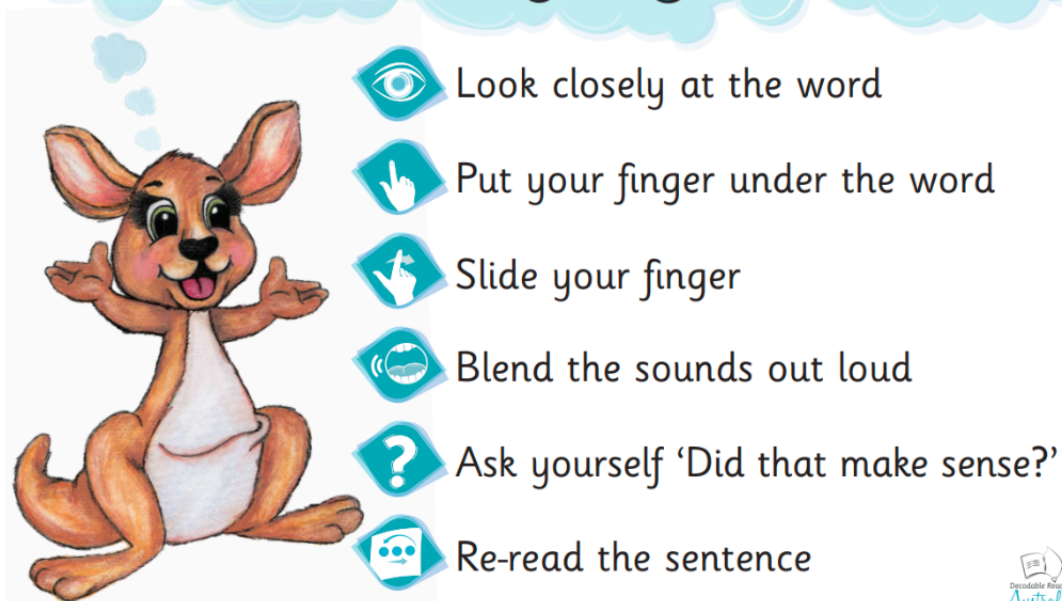 Look closely at the word
Put your finger under the word
Slide your finger
Blend the sounds out loud
Ask yourself ‘Did that make sense?’
Re-read the sentence
Decodable